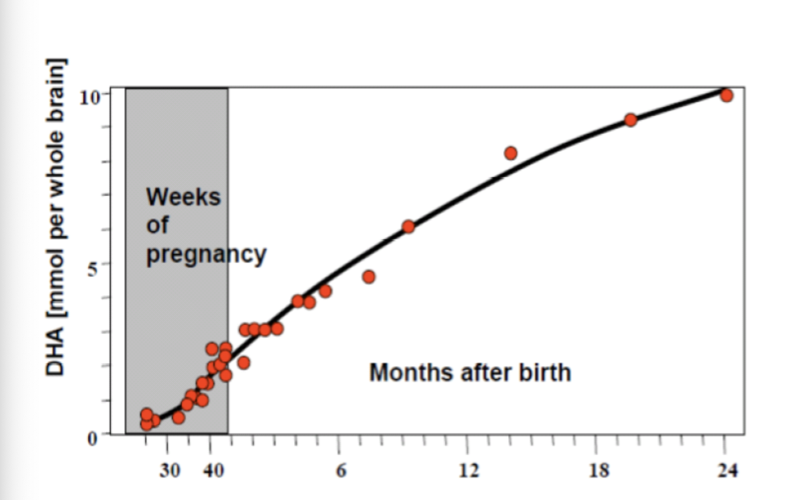 DHA [mmol per whole brain]
10
5
0
Weeks
of
pregnancy
Months after birth
30 40 6 12 18 24